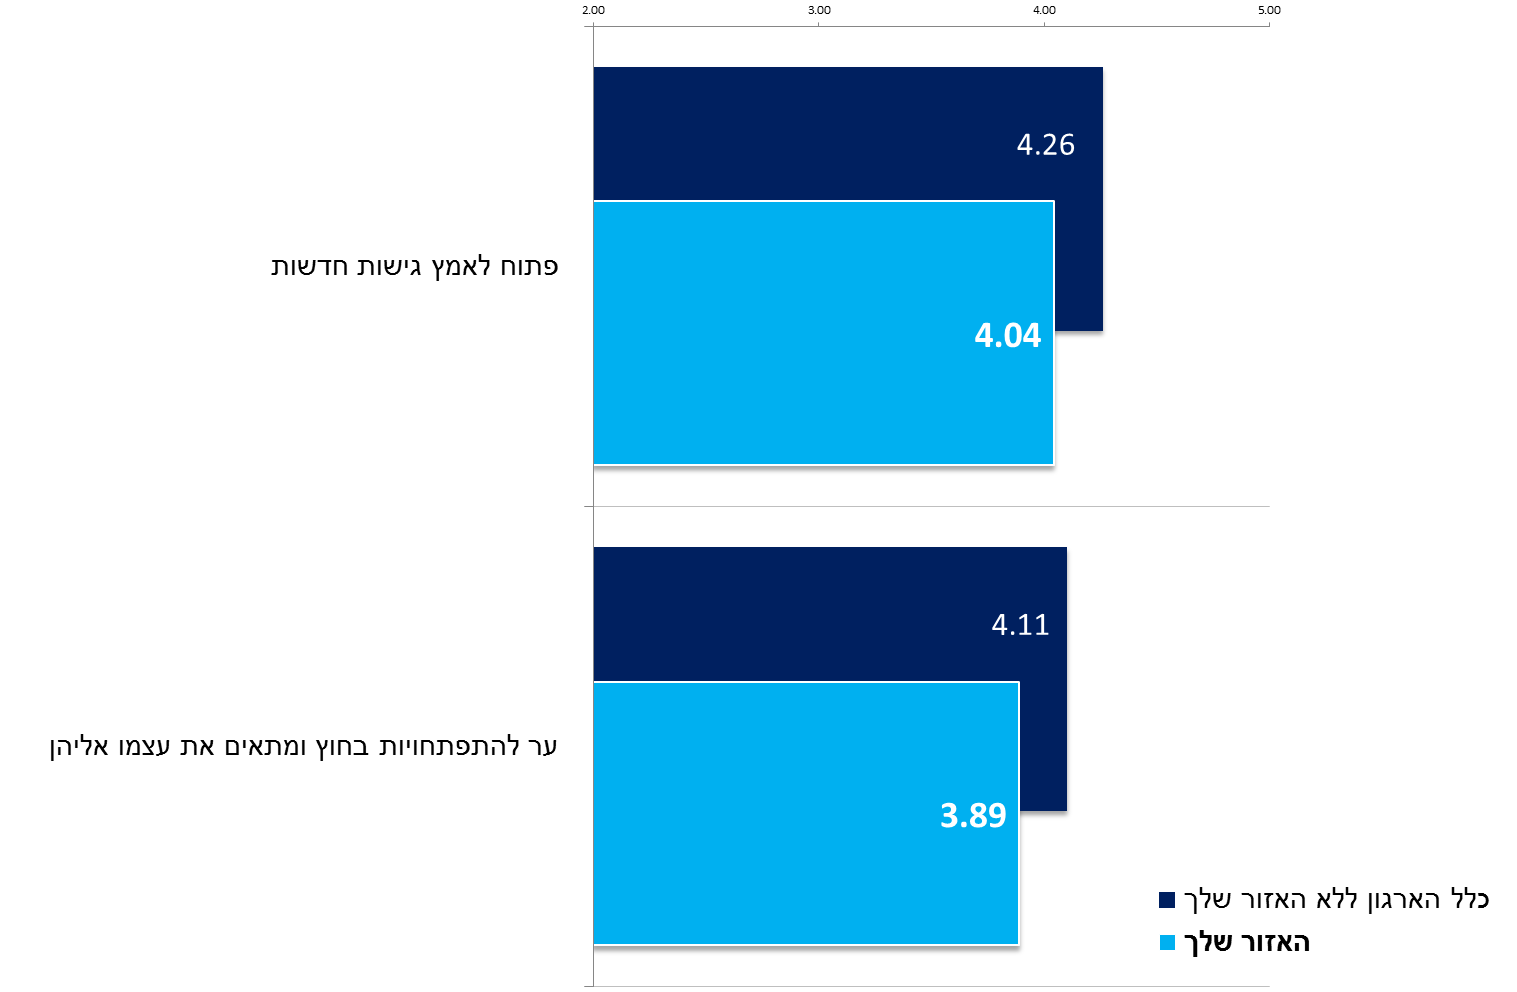 2.00 3.00 4.00 5.00
4.26
פתוח לאמץ גישות חדשות
4.04
4.11
ער להתפתחויות בחוץ ומתאים את עצמו אליהן
3.89
כלל הארגון ללא האזור שלך
האזור שלך